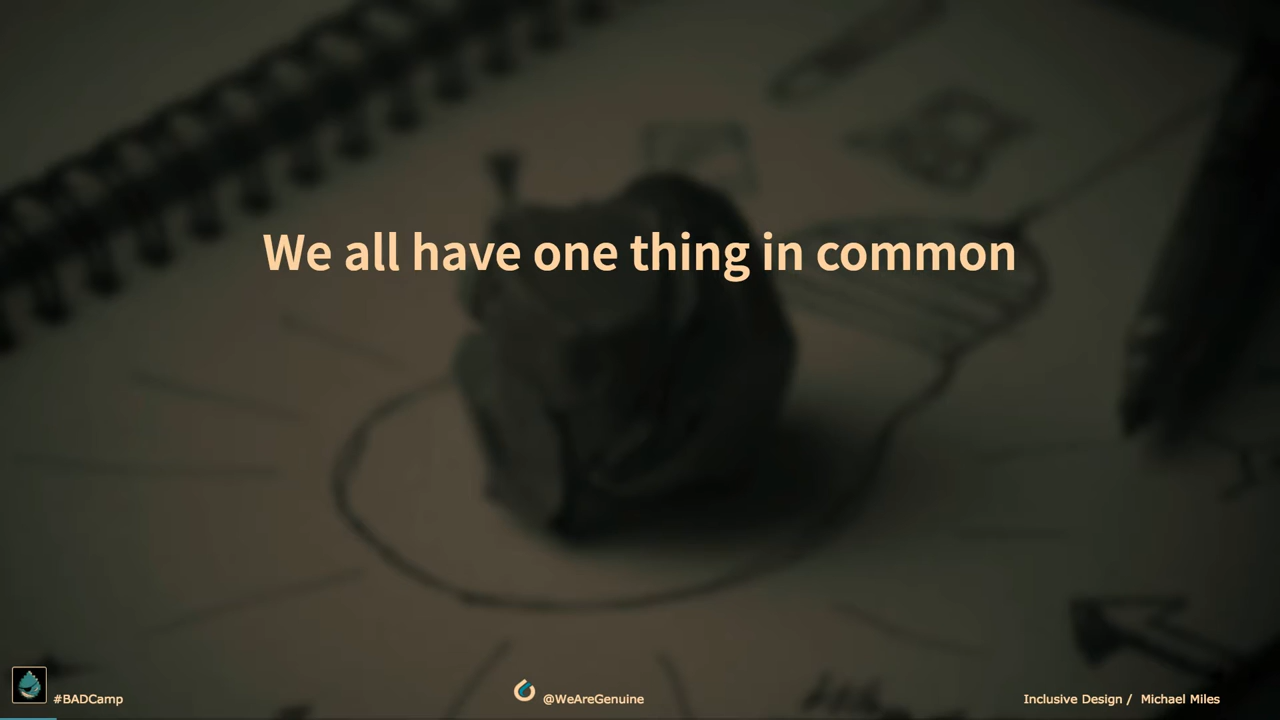 We all have one thing in common
#BADCamp
@WeAreGenuine
Inclusive Design / Michael Miles